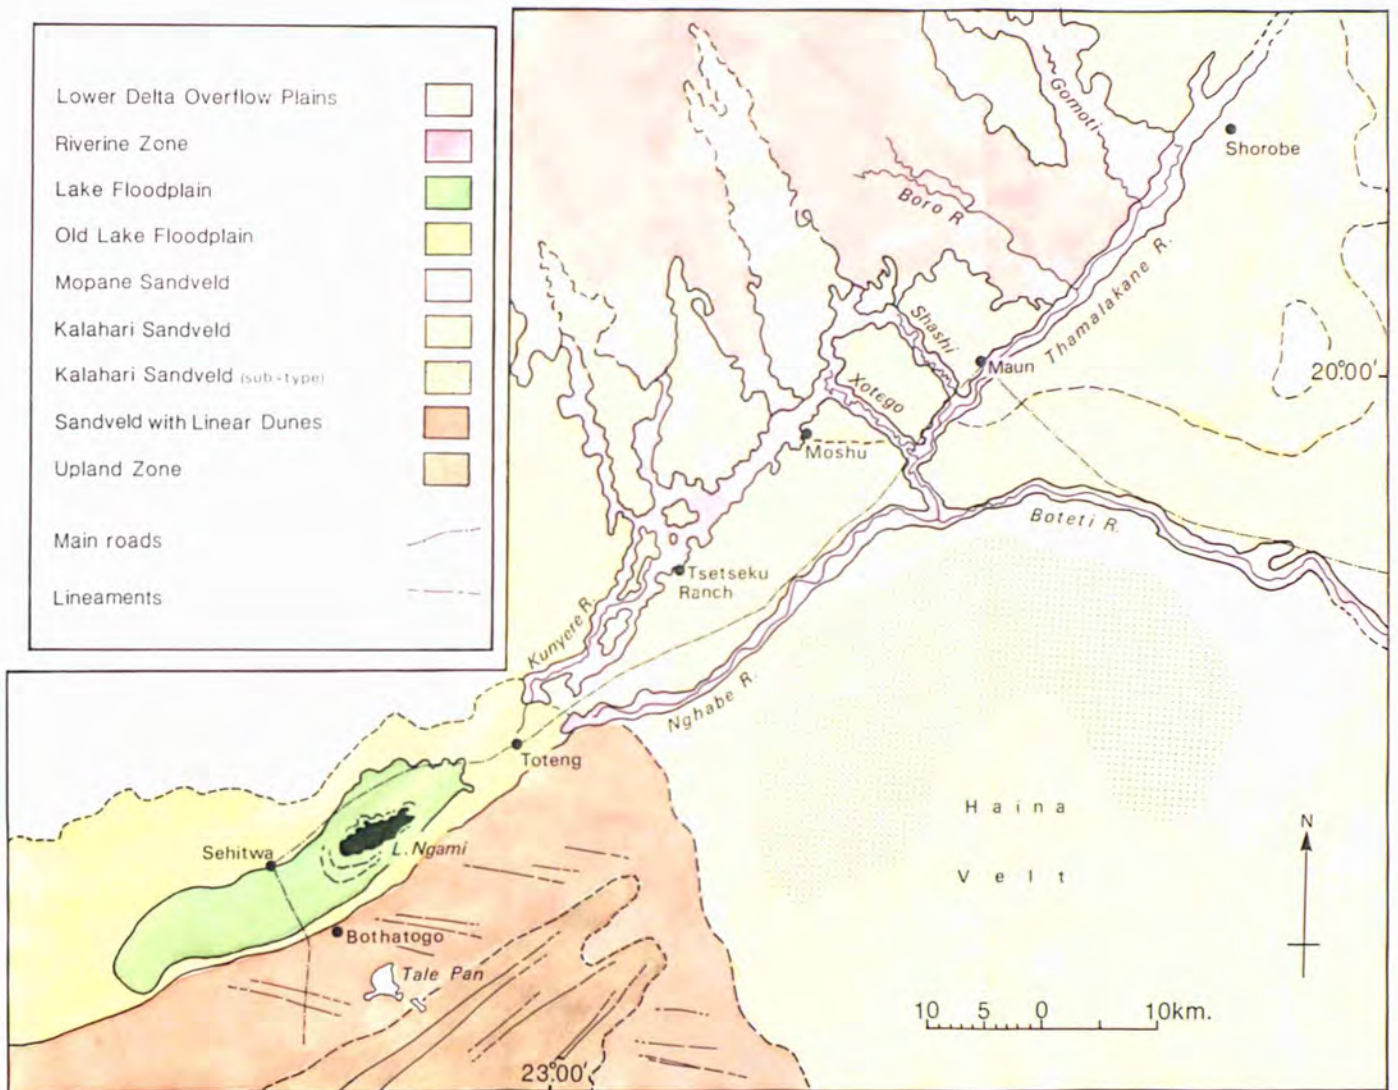 Lower Delta Overflow Plains
Riverine Zone
Lake Floodplain
Old Lake Floodplain
Mopane Sandveld
Kalahari Sandveld
Kalahari Sandveld (sub-type)
Sandveld with Linear Dunes
Upland Zone
Main roads
Lineaments
Gomoti
Shorobe
Boro R
Thamalakane R.
Shashi
Maun
20°00'
Xotego
Moshu
Boteti R.
Tsetseku
Ranch
Kunyere R.
Nghabe R.
Toteng
Haina
Velt
N
Sehitwa
L. Ngami
Bothatogo
Tale Pan
10 5 0 10km.
23°00'